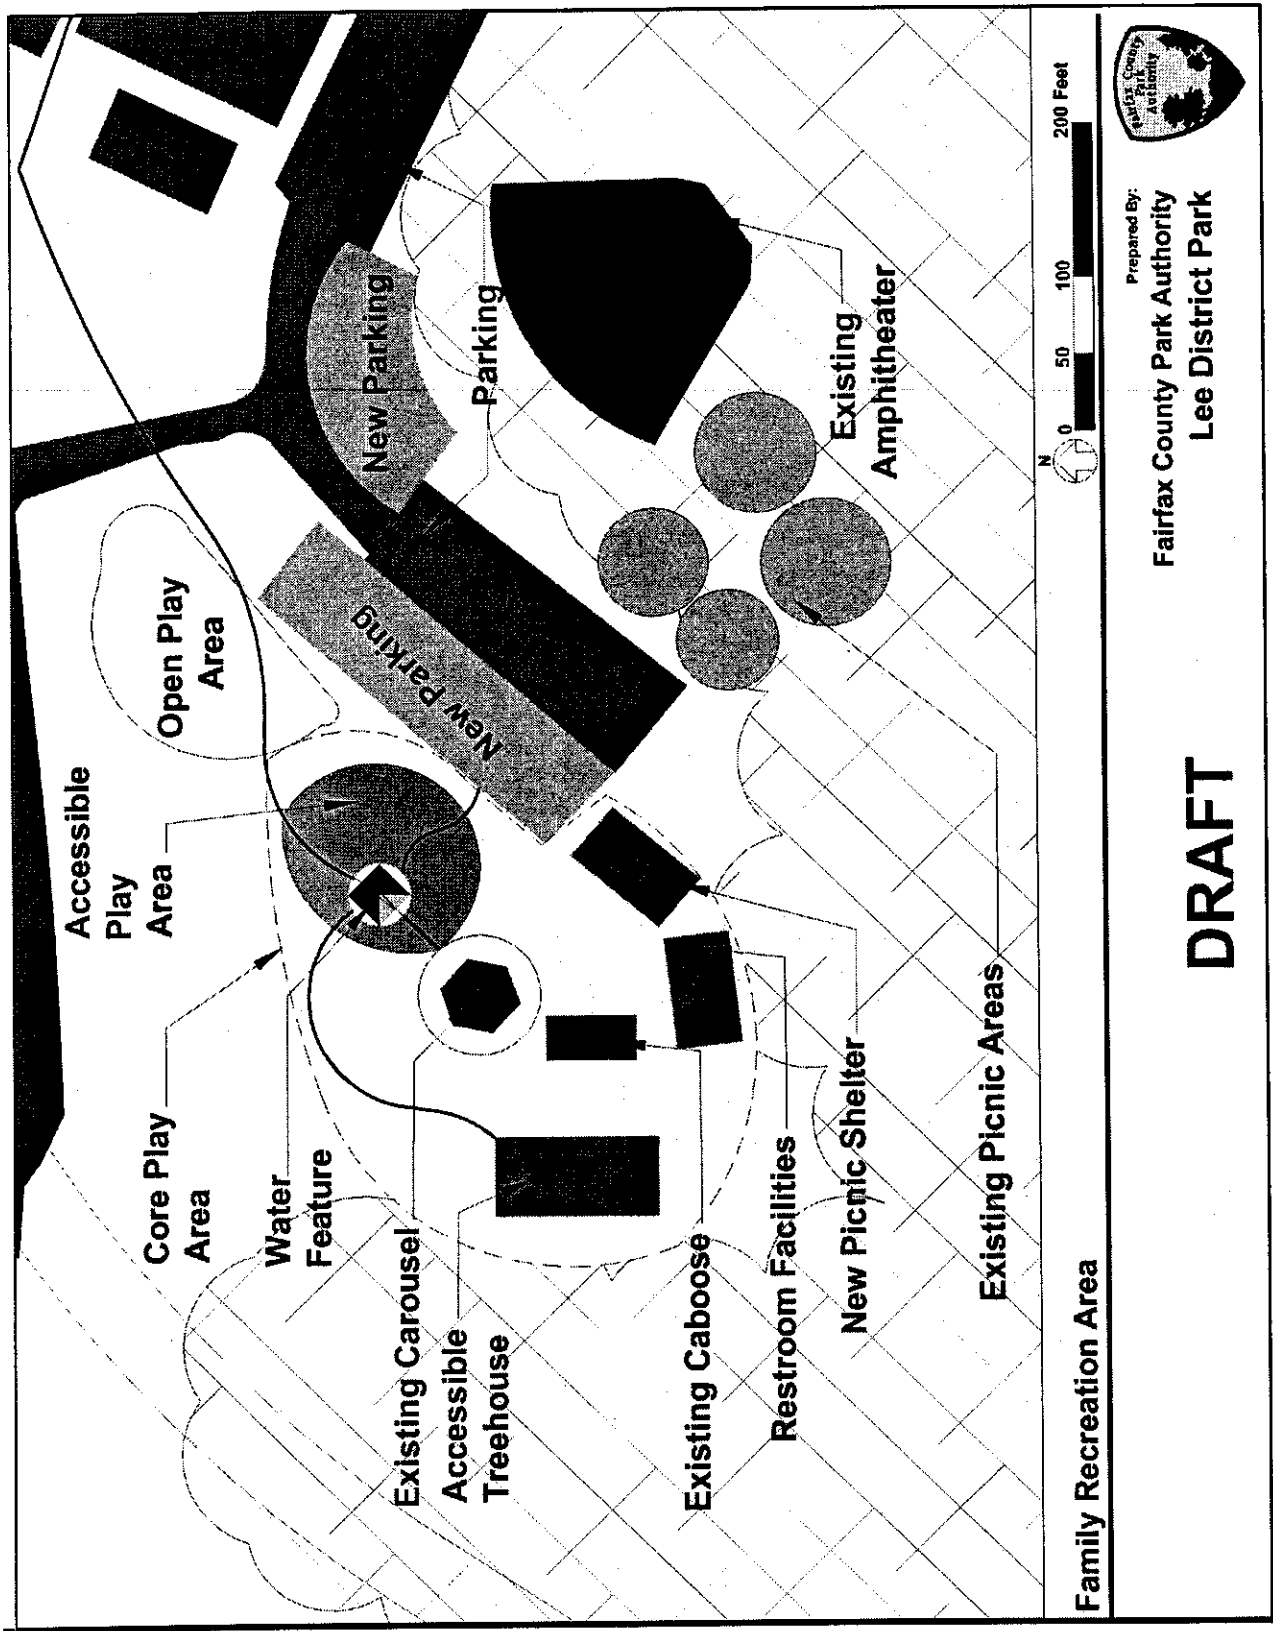 Open Play
Area
Accessible
Play
Area
Core Play
Area
Water
Feature
Existing Carousel
Accessible
Treehouse
Existing Caboose
Restroom Facilities
New Picnic Shelter
Existing Picnic Areas
New Parking
New Parking
Parking
Existing
Amphitheater
Family Recreation Area
N
0
50
100
200 Feet
DRAFT
Prepared By:
Fairfax County Park Authority
Lee District Park
Fairfax County
Park
Authority